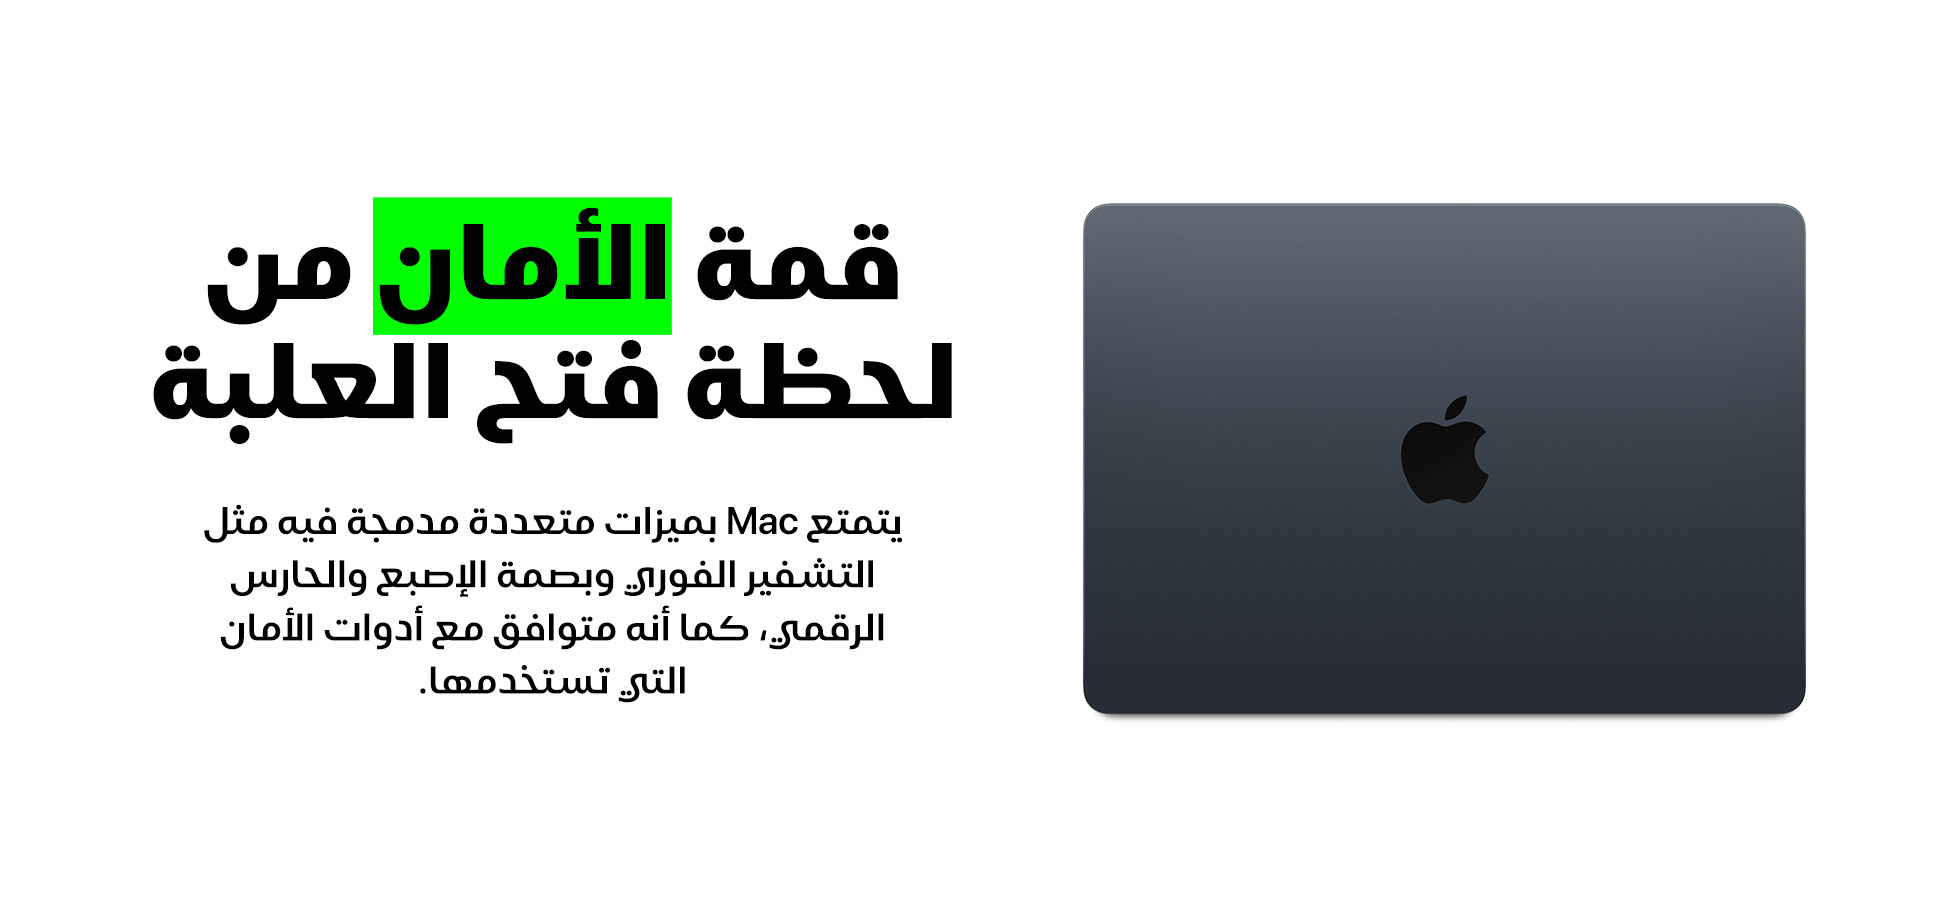 قمة الأمان من
لحظة فتح العلبة
يتمتع Mac بميزات متعددة مدمجة فيه مثل
التشفير الفوري وبصمة الإصبع والحارس
الرقمي، كما أنه متوافق مع أدوات الأمان
التي تستخدمها.